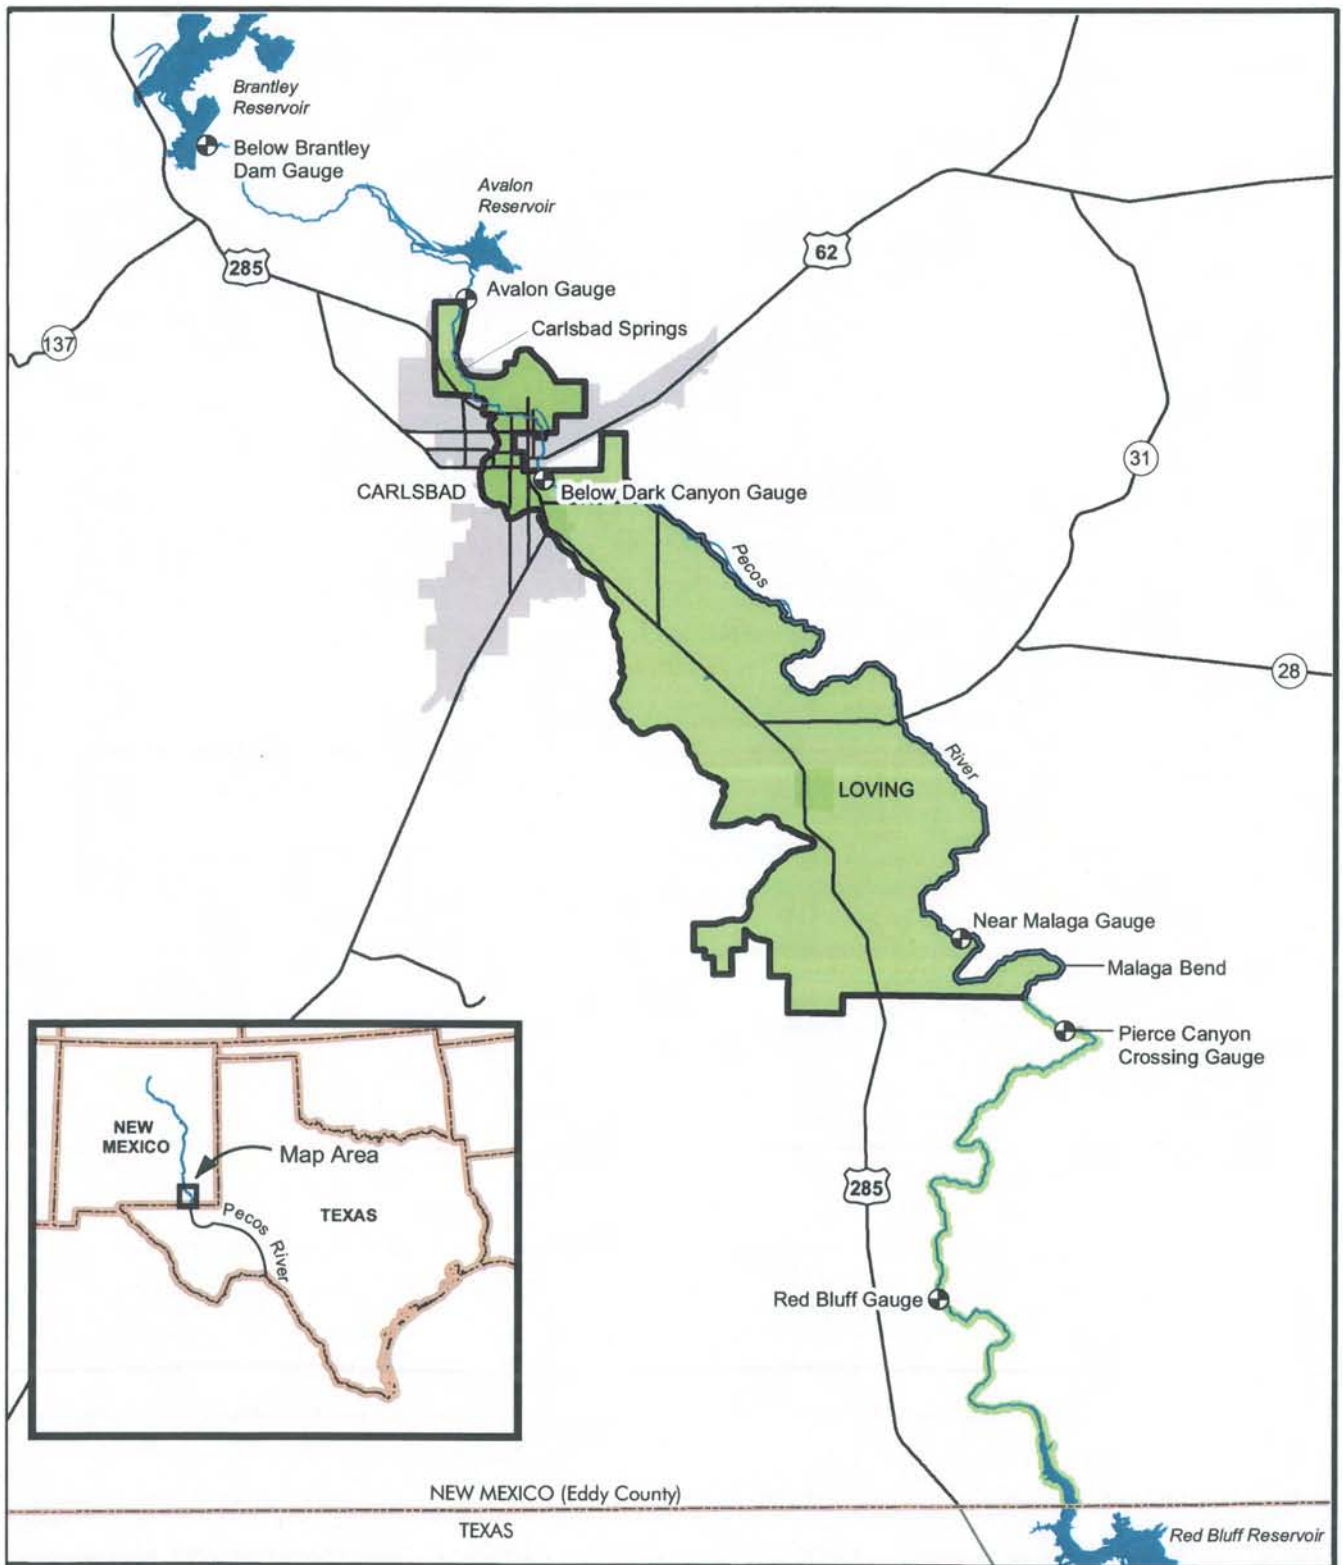 Brantley
Reservoir
Below Brantley
Dam Gauge
Avalon
Reservoir
62
285
Avalon Gauge
Carlsbad Springs
137
31
CARLSBAD
Below Dark Canyon Gauge
Pecos
28
River
LOVING
Near Malaga Gauge
Malaga Bend
Pierce Canyon
Crossing Gauge
NEW
MEXICO
Map Area
285
TEXAS
Pecos River
Red Bluff Gauge
NEW MEXICO (Eddy County)
TEXAS
Red Bluff Reservoir